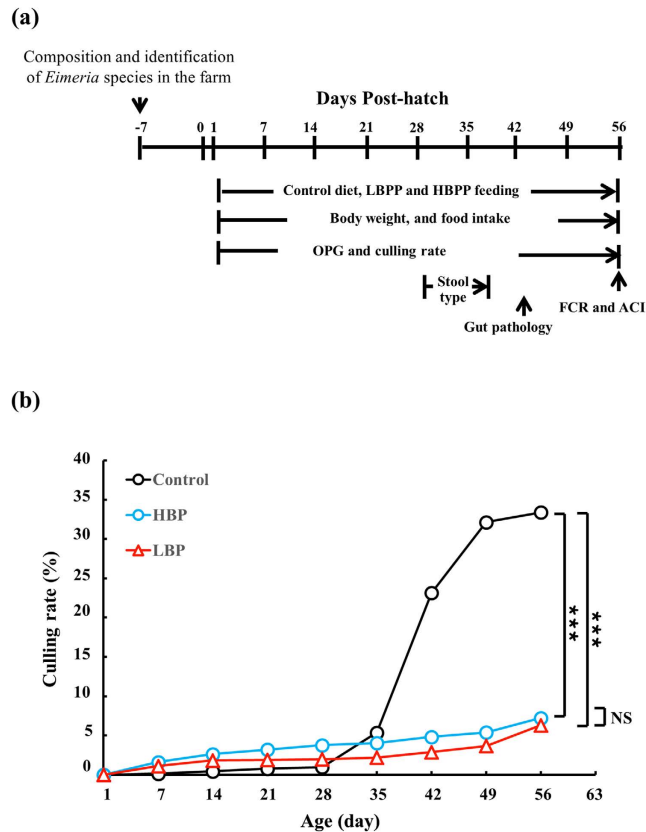 (a)
Composition and identification
of Eimeria species in the farm
Days Post-hatch
-7 0 1 7 14 21 28 35 42 49 56
Control diet, LBPP and HBPP feeding
Body weight, and food intake
OPG and culling rate
Stool
type
FCR and ACI
Gut pathology
(b)
40
35
30
25
20
15
10
5
0
Culling rate (%)
Control
HBP
LBP
***
***
NS
1 7 14 21 28 35 42 49 56 63
Age (day)